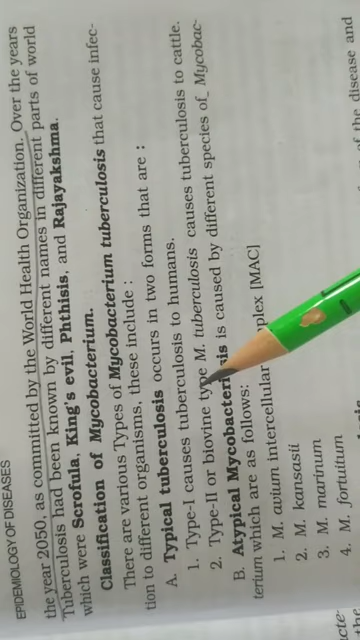 EPIDEMIOLOGY OF DISEASES
the year 2050, as committed by the World Health Organization. Over the years
Tuberculosis had been known by different names in different parts of world
which were Scrofula, King's evil, Phthisis, and Rajayakshma.
Classification of Mycobacterium.
There are various Types of Mycobacterium tuberculosis that cause infec-
tion to different organisms, these include :
A. Typical tuberculosis occurs in two forms that are :
1. Type-I causes tuberculosis to humans.
2. Type-II or biovine type M. tuberculosis causes tuberculosis to cattle.
B. Atypical is caused by different species of Mycobac-
terium which are as follows:
1. M. avium intercellular [MAC]
2. M. kansasii
3. M. marinum
4. M. fortuitum
of the disease and